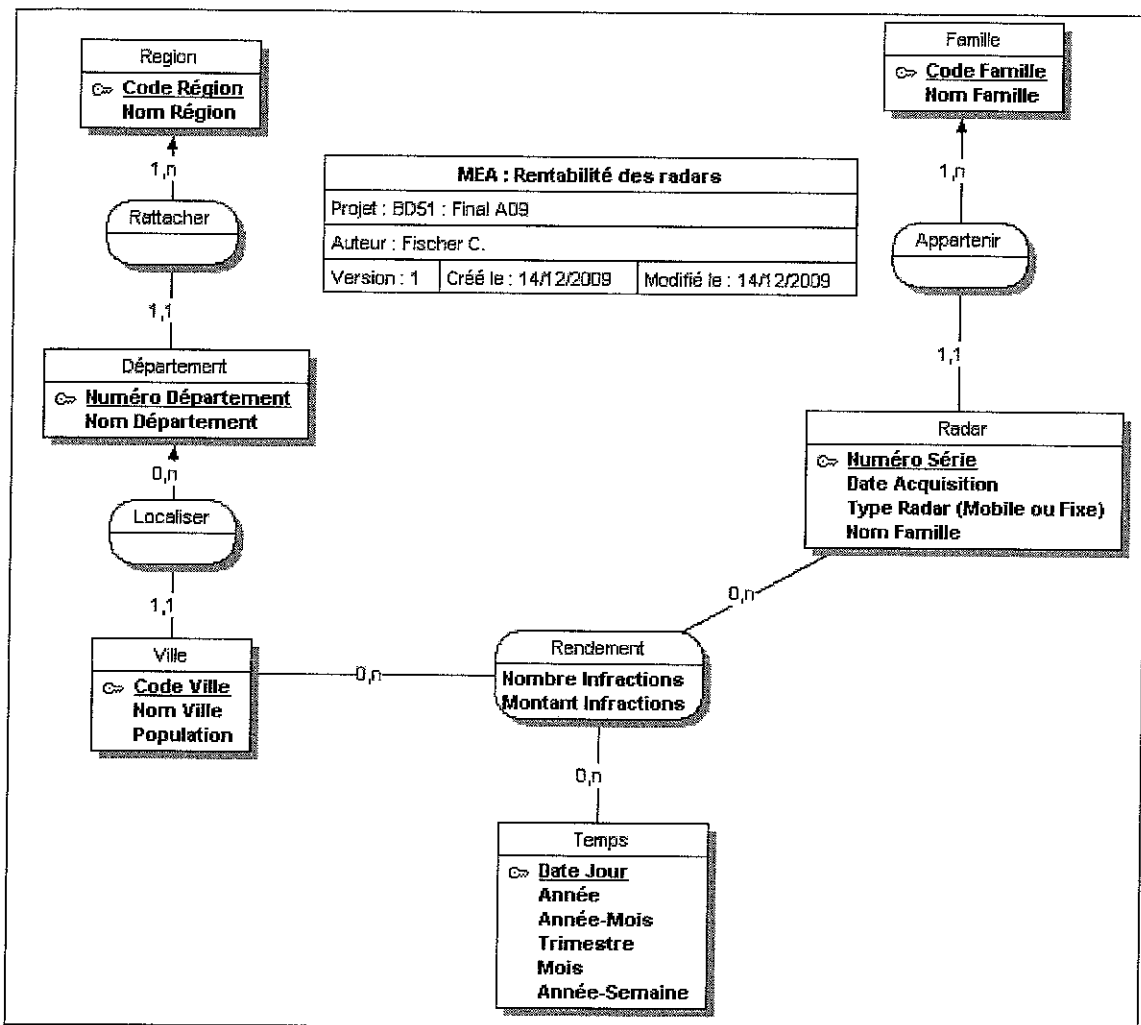 Region
Code Région
Nom Région
1,n
Rattacher
1,1
Département
Numéro Département
Nom Département
0,n
Localiser
1,1
Ville
Code Ville
Nom Ville
Population
MEA : Rentabilité des radars
Projet : BD51 : Final A09
Auteur : Fischer C.
Version : 1 Créé le : 14/12/2009 Modifié le : 14/12/2009
Famille
Code Famille
Nom Famille
1,n
Appartenir
1,1
Radar
Numéro Série
Date Acquisition
Type Radar (Mobile ou Fixe)
Nom Famille
0,n
0,n
Rendement
Nombre Infractions
Montant Infractions
0,n
Temps
Date Jour
Année
Année-Mois
Trimestre
Mois
Année-Semaine